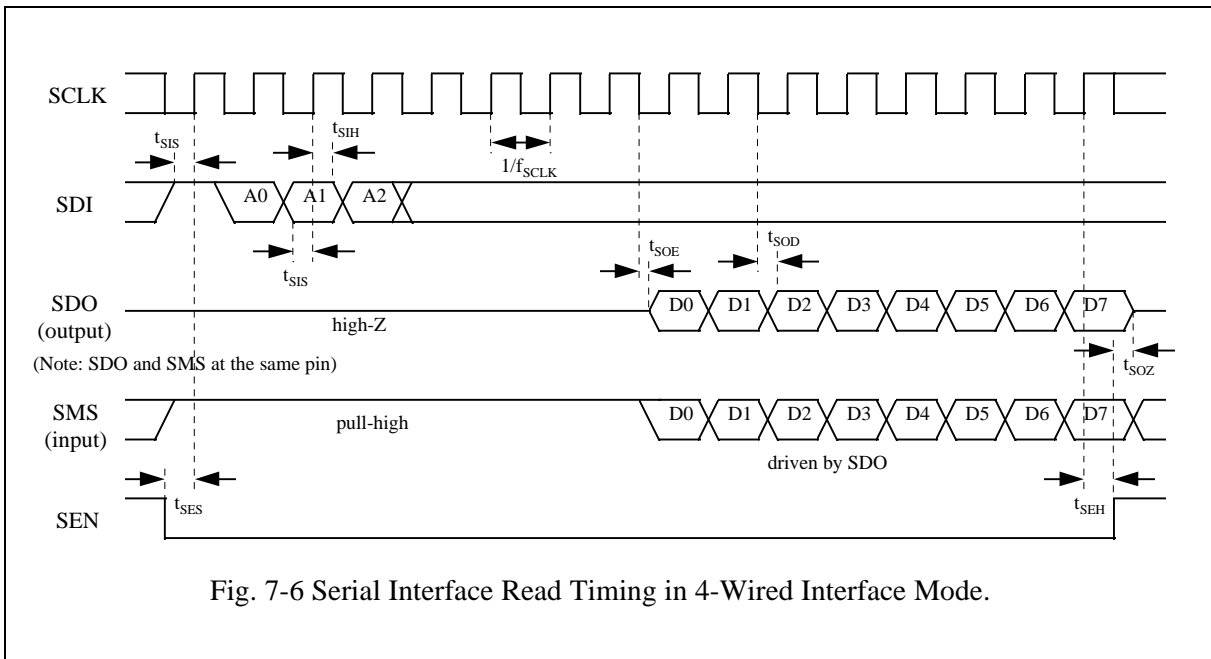 SCLK
tSIS
tSIH
1/fSCLK
SDI
A0 A1 A2
tSIS
tSOE
tSOD
SDO
(output)
high-Z
D0 D1 D2 D3 D4 D5 D6 D7
(Note: SDO and SMS at the same pin)
tSOZ
SMS
(input)
pull-high
D0 D1 D2 D3 D4 D5 D6 D7
driven by SDO
tSES
tSEH
SEN
Fig. 7-6 Serial Interface Read Timing in 4-Wired Interface Mode.